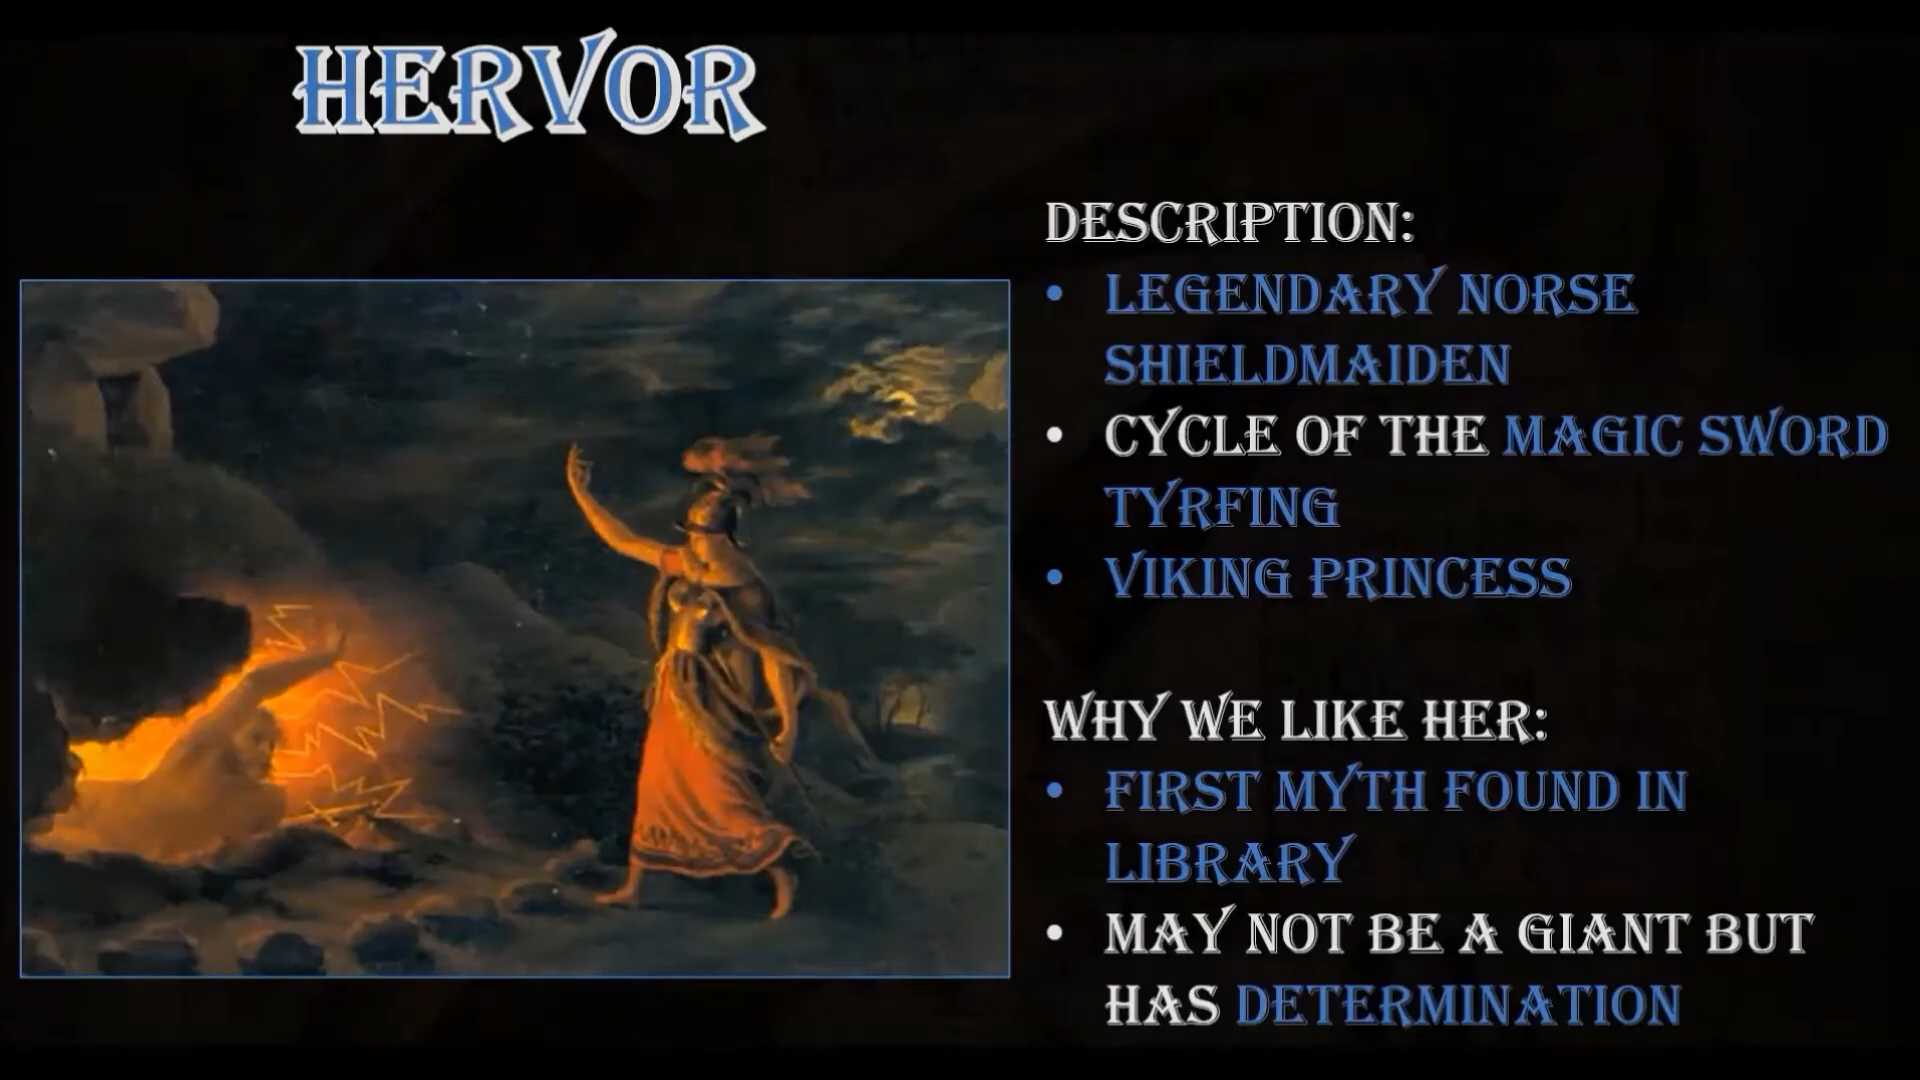 HERVOR
DESCRIPTION:
• LEGENDARY NORSE
SHIELDMAIDEN
• CYCLE OF THE MAGIC SWORD
TYRFING
• VIKING PRINCESS
WHY WE LIKE HER:
• FIRST MYTH FOUND IN
LIBRARY
• MAY NOT BE A GIANT BUT
HAS DETERMINATION